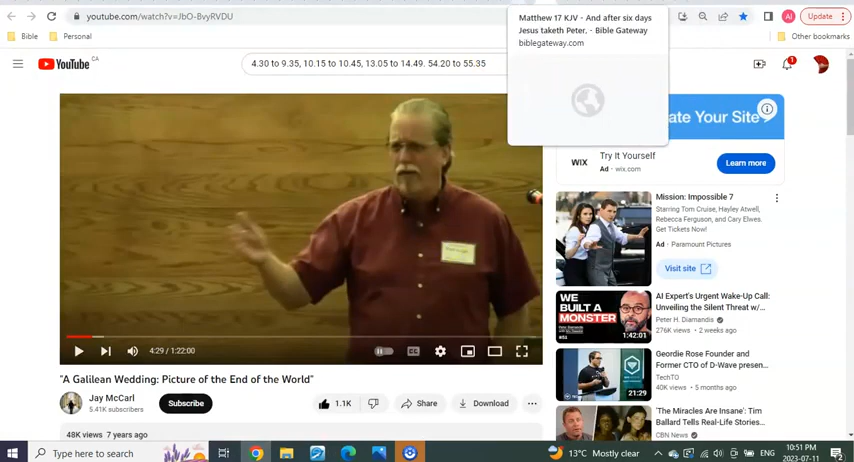 youtube.com/watch?v=JbO-BvyRVDU
AI
Update
Bible
Personal
Other bookmarks
Matthew 17 KJV - And after six days
Jesus taketh Peter, - Bible Gateway
biblegateway.com
YouTube
CA
4.30 to 9.35, 10.15 to 10.45, 13.05 to 14.49. 54.20 to 55.35
1
ate Your Site
WIX
Try It Yourself
Ad · wix.com
Learn more
Mission: Impossible 7
Starring Tom Cruise, Hayley Atwell,
Rebecca Ferguson, and Cary Elwes.
Get Tickets Now!
Ad · Paramount Pictures
Visit site
4:29 / 1:22:00
CC
WE
BUILT A
MONSTER
1:42:01
AI Expert's Urgent Wake-Up Call:
Unveiling the Silent Threat w/...
Peter H. Diamandis
276K views · 2 weeks ago
21:29
Geordie Rose Founder and
Former CTO of D-Wave presen...
TechTO
40K views · 5 months ago
'The Miracles Are Insane': Tim
Ballard Tells Real-Life Stories...
CBN News
"A Galilean Wedding: Picture of the End of the World"
Jay McCarl
5.41K subscribers
Subscribe
1.1K
Share
Download
48K views 7 years ago
Type here to search
13°C Mostly clear
ENG
10:51 PM
2023-07-11
2